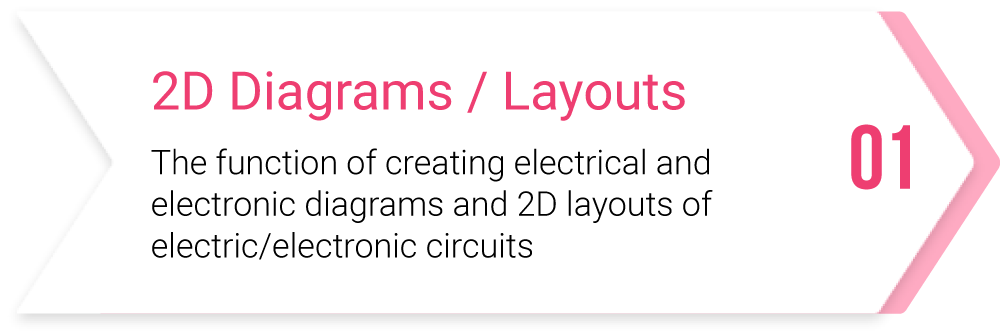 2D Diagrams / Layouts
The function of creating electrical and
electronic diagrams and 2D layouts of
electric/electronic circuits
01